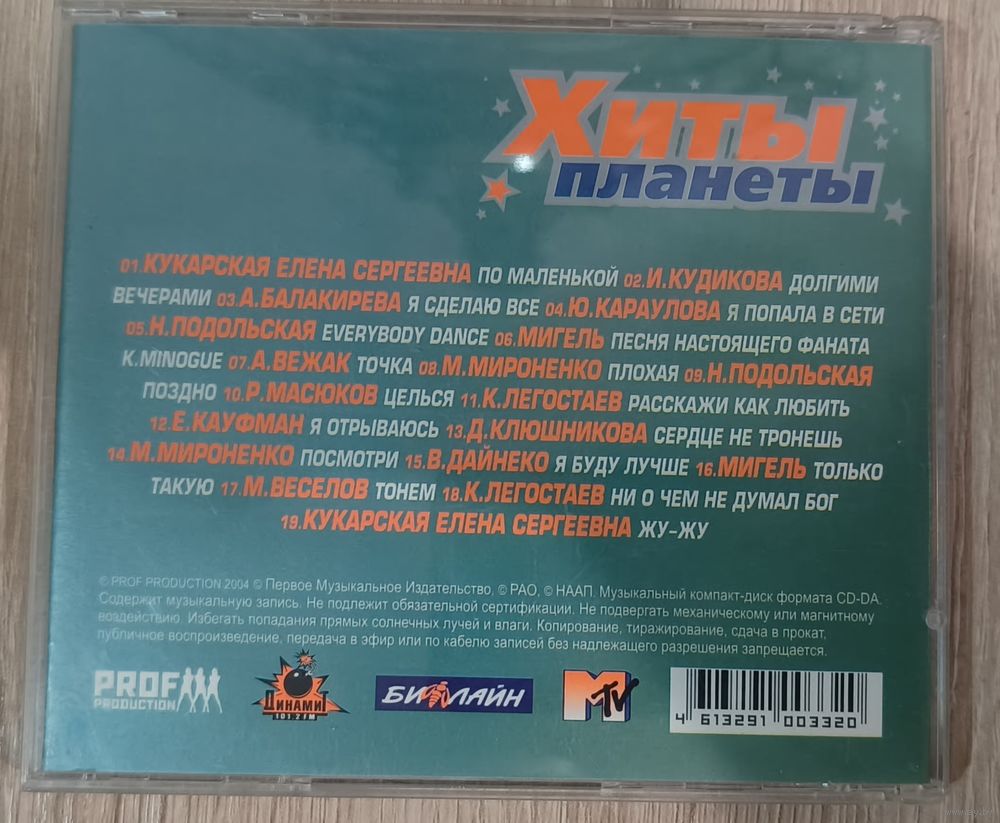 Хиты
планеты
01.КУКАРСКАЯ ЕЛЕНА СЕРГЕЕВНА ПО МАЛЕНЬКОЙ 02.И.КУДИКОВА ДОЛГИМИ
ВЕЧЕРАМИ 03.А.БАЛАКИРЕВА Я СДЕЛАЮ ВСЕ 04.Ю.КАРАУЛОВА Я ПОПАЛА В СЕТИ
05.Н.ПОДОЛЬСКАЯ EVERYBODY DANCE 06.МИГЕЛЬ ПЕСНЯ НАСТОЯЩЕГО ФАНАТА
K.MINOGUE 07.А.ВЕЖАК ТОЧКА 08.М.МИРОНЕНКО ПЛОХАЯ 09.Н.ПОДОЛЬСКАЯ
ПОЗДНО 10.Р.МАСЮКОВ ЦЕЛЬСЯ 11.К.ЛЕГОСТАЕВ РАССКАЖИ КАК ЛЮБИТЬ
12.Е.КАУФМАН Я ОТРЫВАЮСЬ 13.Д.КЛЮШНИКОВА СЕРДЦЕ НЕ ТРОНЕШЬ
14.М.МИРОНЕНКО ПОСМОТРИ 15.В.ДАЙНЕКО Я БУДУ ЛУЧШЕ 16.МИГЕЛЬ ТОЛЬКО
ТАКУЮ 17.М.ВЕСЕЛОВ ТОНЕМ 18.К.ЛЕГОСТАЕВ НИ О ЧЕМ НЕ ДУМАЛ БОГ
19.КУКАРСКАЯ ЕЛЕНА СЕРГЕЕВНА ЖУ-ЖУ
© PROF PRODUCTION 2004 © Первое Музыкальное Издательство, © РАО, © НААП. Музыкальный компакт-диск формата CD-DA.
Содержит музыкальную запись. Не подлежит обязательной сертификации. Не подвергать механическому или магнитному
воздействию. Избегать попадания прямых солнечных лучей и влаги. Копирование, тиражирование, сдача в прокат,
публичное воспроизведение, передача в эфир или по кабелю записей без надлежащего разрешения запрещается.
PROF
PRODUCTION
ДИНАМИТ
101.2 FM
БИЛАЙН
MTV
4 613291 003320